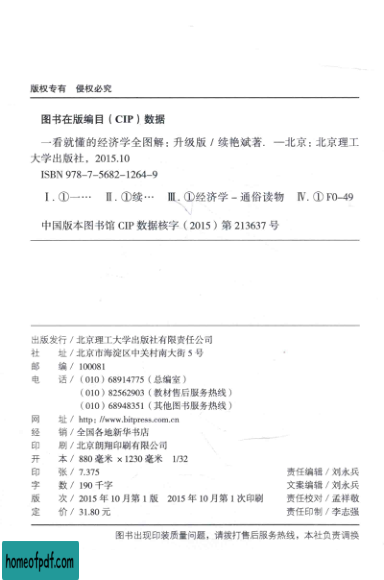 版权专有 侵权必究
图书在版编目（CIP）数据
一看就懂的经济学全图解：升级版 / 续艳斌著. —北京：北京理工
大学出版社，2015.10
ISBN 978-7-5682-1264-9
Ⅰ. ①一… Ⅱ. ①续… Ⅲ. ①经济学－通俗读物 Ⅳ. ① F0-49
中国版本图书馆 CIP 数据核字（2015）第 213637 号
出版发行 / 北京理工大学出版社有限责任公司
社 址 / 北京市海淀区中关村南大街 5 号
邮 编 / 100081
电 话 /（010）68914775（总编室）
（010）82562903（教材售后服务热线）
（010）68948351（其他图书服务热线）
网 址 / http: //www.bitpress.com.cn
经 销 / 全国各地新华书店
印 刷 / 北京朗翔印刷有限公司
开 本 / 880 毫米 ×1230 毫米 1/32
印 张 / 7.375 责任编辑 / 刘永兵
字 数 / 190 千字 文案编辑 / 刘永兵
版 次 / 2015 年 10 月第 1 版 2015 年 10 月第 1 次印刷 责任校对 / 孟祥敬
定 价 / 31.80 元 责任印制 / 李志强
图书出现印装质量问题，请拨打售后服务热线，本社负责调换
homeofpdf.com